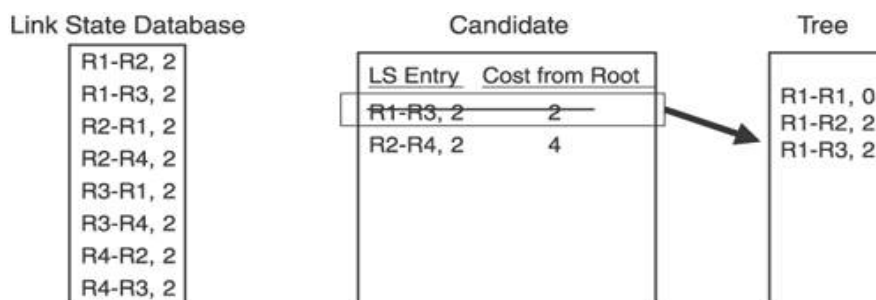 Link State Database
R1-R2, 2
R1-R3, 2
R2-R1, 2
R2-R4, 2
R3-R1, 2
R3-R4, 2
R4-R2, 2
R4-R3, 2
Candidate
LS Entry Cost from Root
R1-R3, 2 2
R2-R4, 2 4
Tree
R1-R1, 0
R1-R2, 2
R1-R3, 2